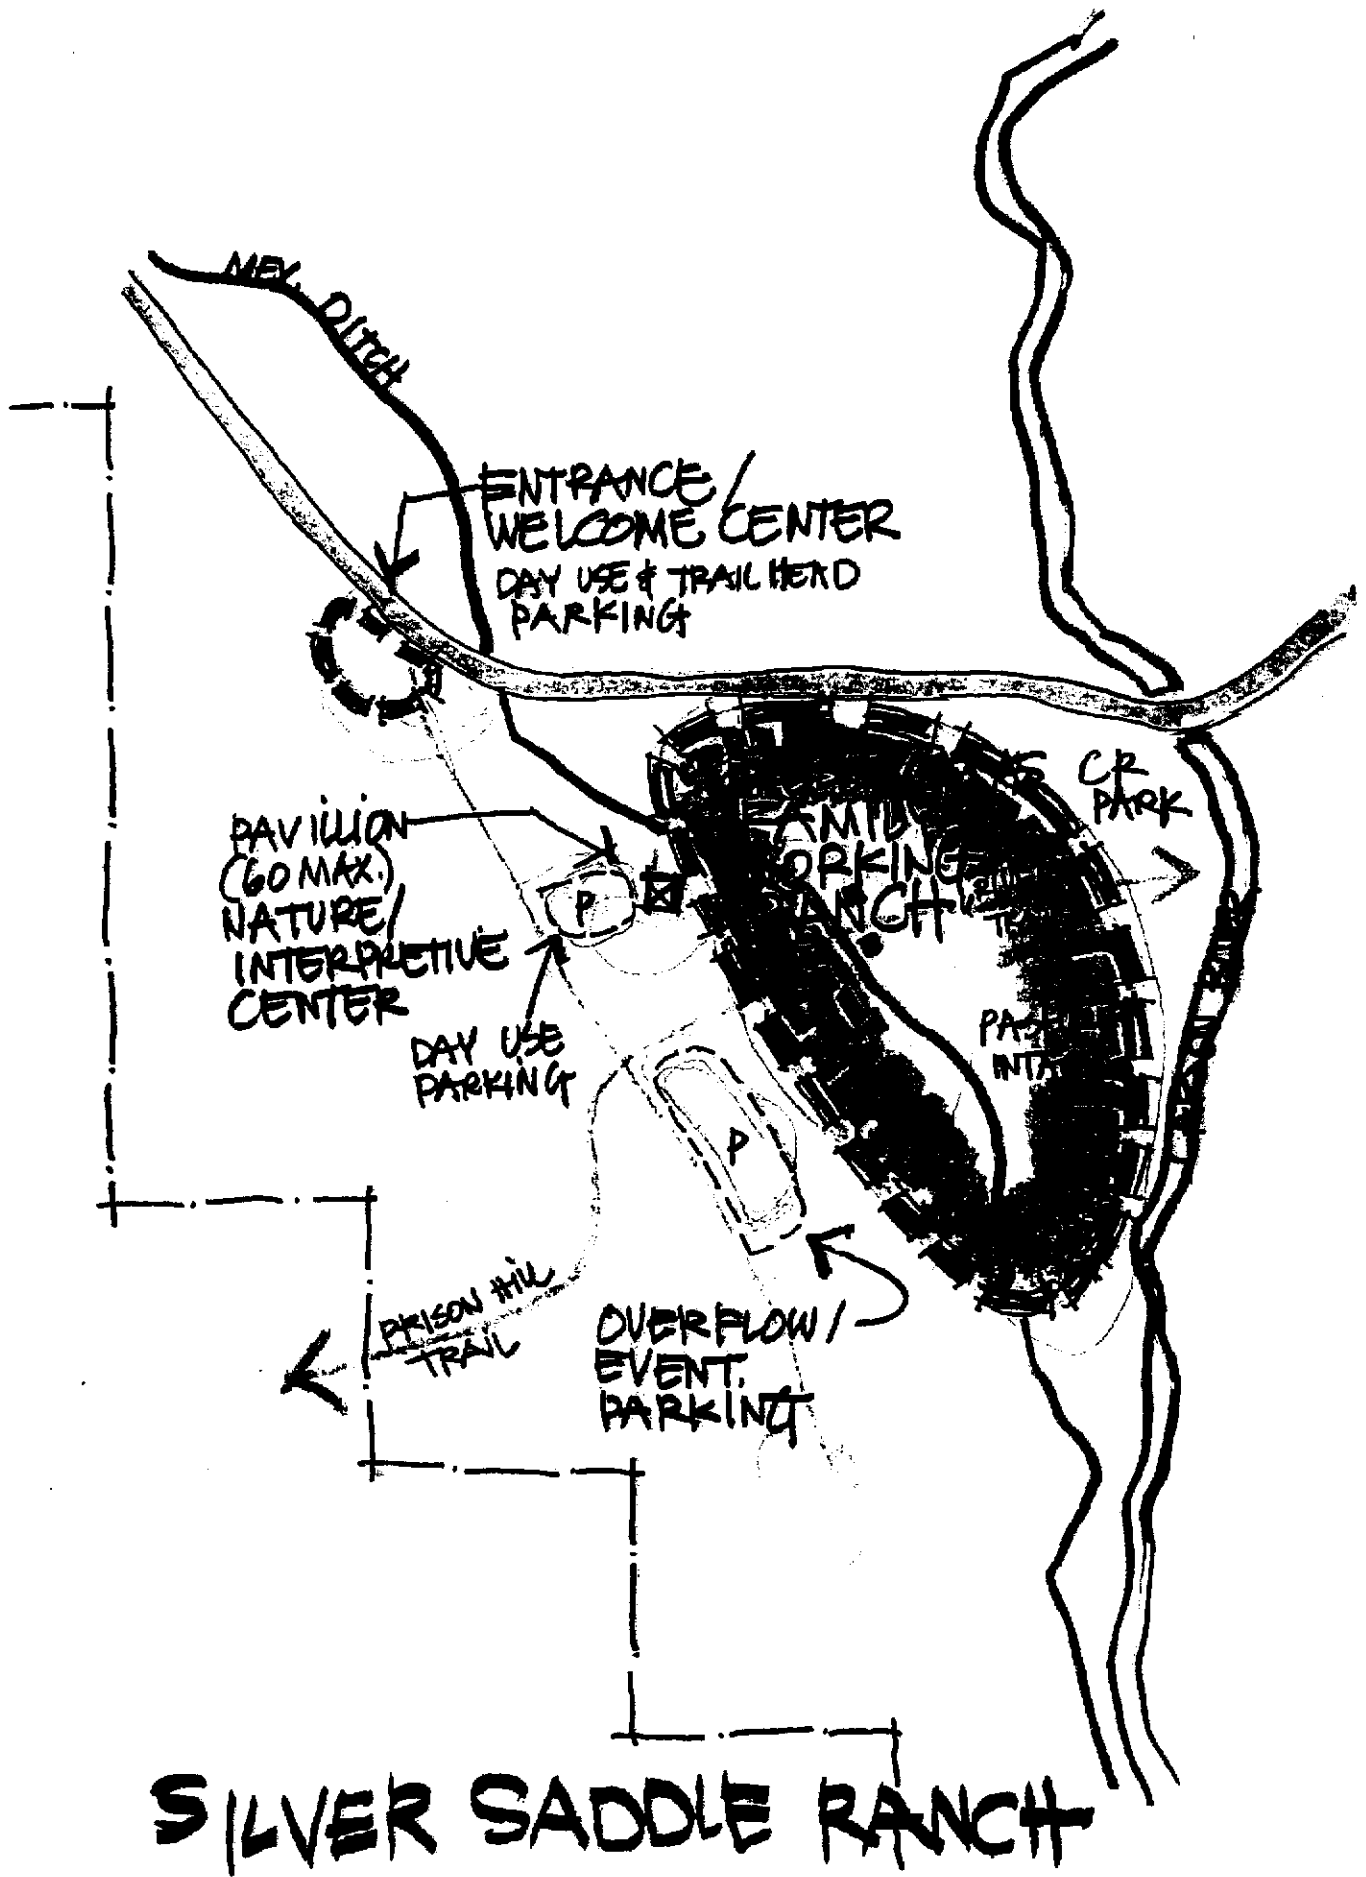 MEX. DITCH
ENTRANCE/
WELCOME CENTER
DAY USE & TRAIL HEAD
PARKING
CR
PARK
PAVILLION
(60 MAX.)
NATURE/
INTERPRETIVE
CENTER
P
DAY USE
PARKING
P
PRISON HILL
TRAIL
OVERFLOW/
EVENT.
PARKING
SILVER SADDLE RANCH